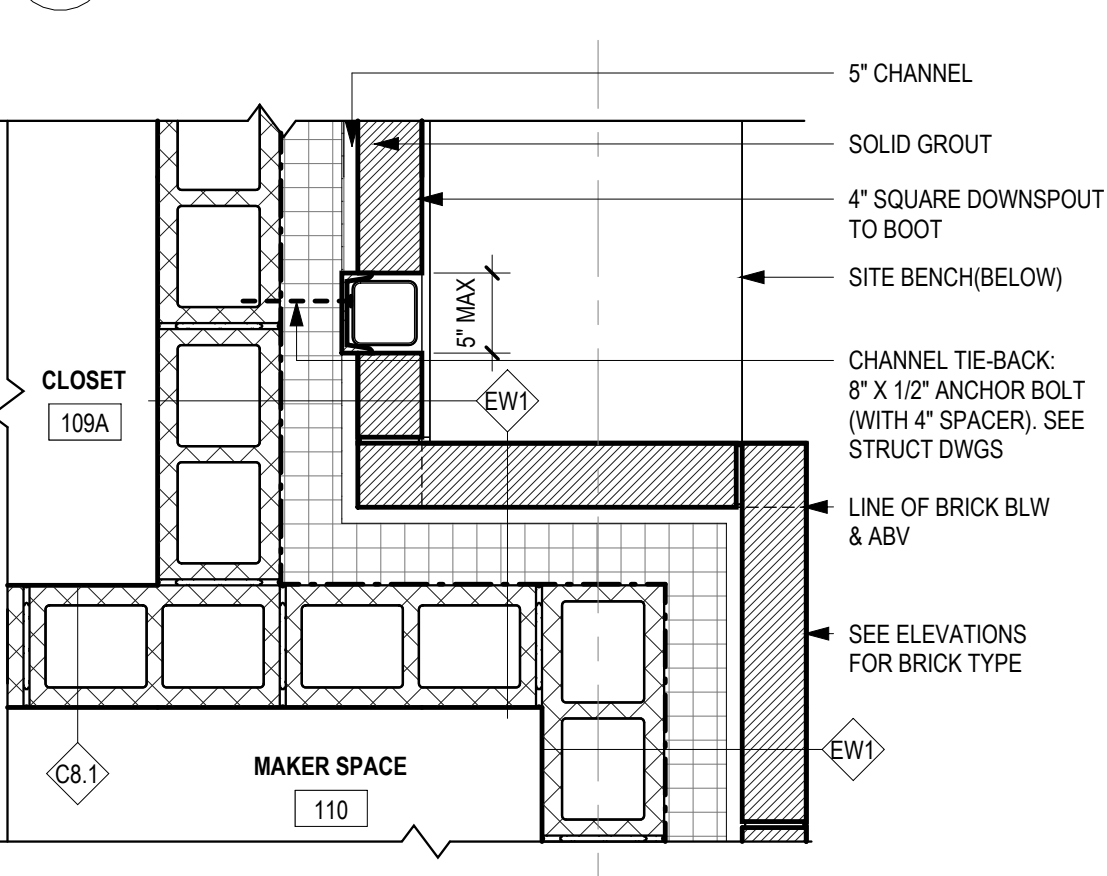 5" CHANNEL
SOLID GROUT
4" SQUARE DOWNSPOUT
TO BOOT
SITE BENCH(BELOW)
5" MAX
CHANNEL TIE-BACK:
8" X 1/2" ANCHOR BOLT
(WITH 4" SPACER). SEE
STRUCT DWGS
CLOSET
109A
EW1
LINE OF BRICK BLW
& ABV
SEE ELEVATIONS
FOR BRICK TYPE
EW1
C8.1
MAKER SPACE
110